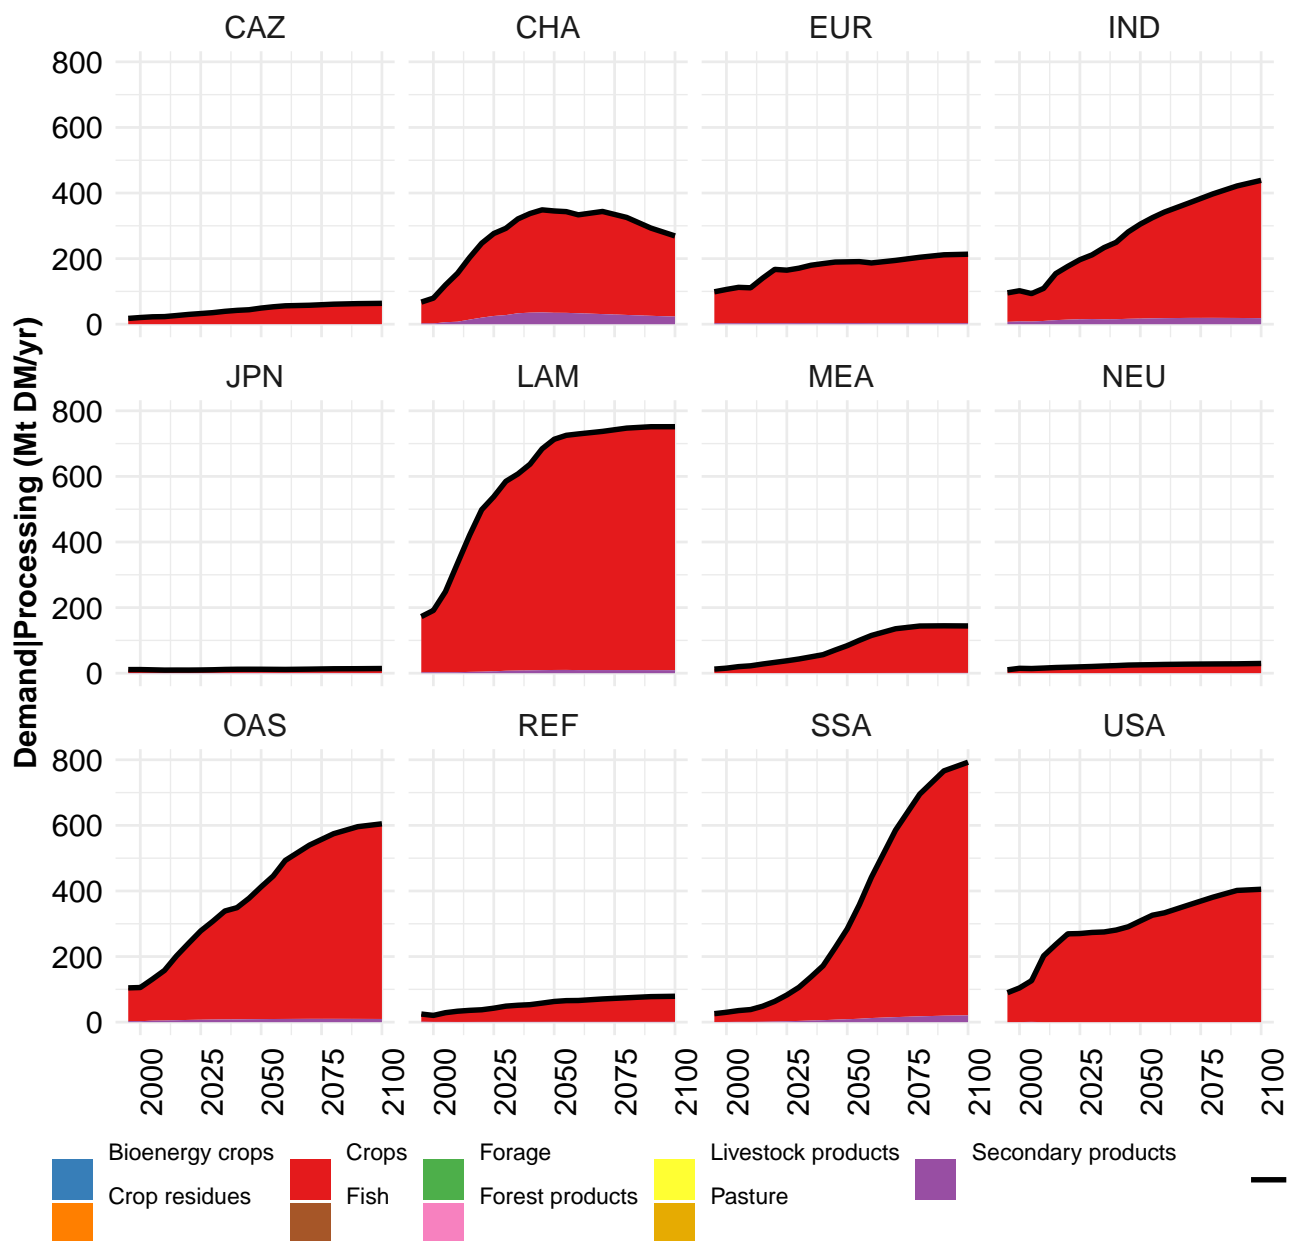 CAZ CHA EUR IND
800
600
400
200
0
JPN LAM MEA NEU
800
600
400
200
0
OAS REF SSA USA
800
600
400
200
0
Demand|Processing (Mt DM/yr)
2000 2025 2050 2075 2100 2000 2025 2050 2075 2100 2000 2025 2050 2075 2100 2000 2025 2050 2075 2100
Bioenergy crops Crops Forage Livestock products Secondary products
Crop residues Fish Forest products Pasture